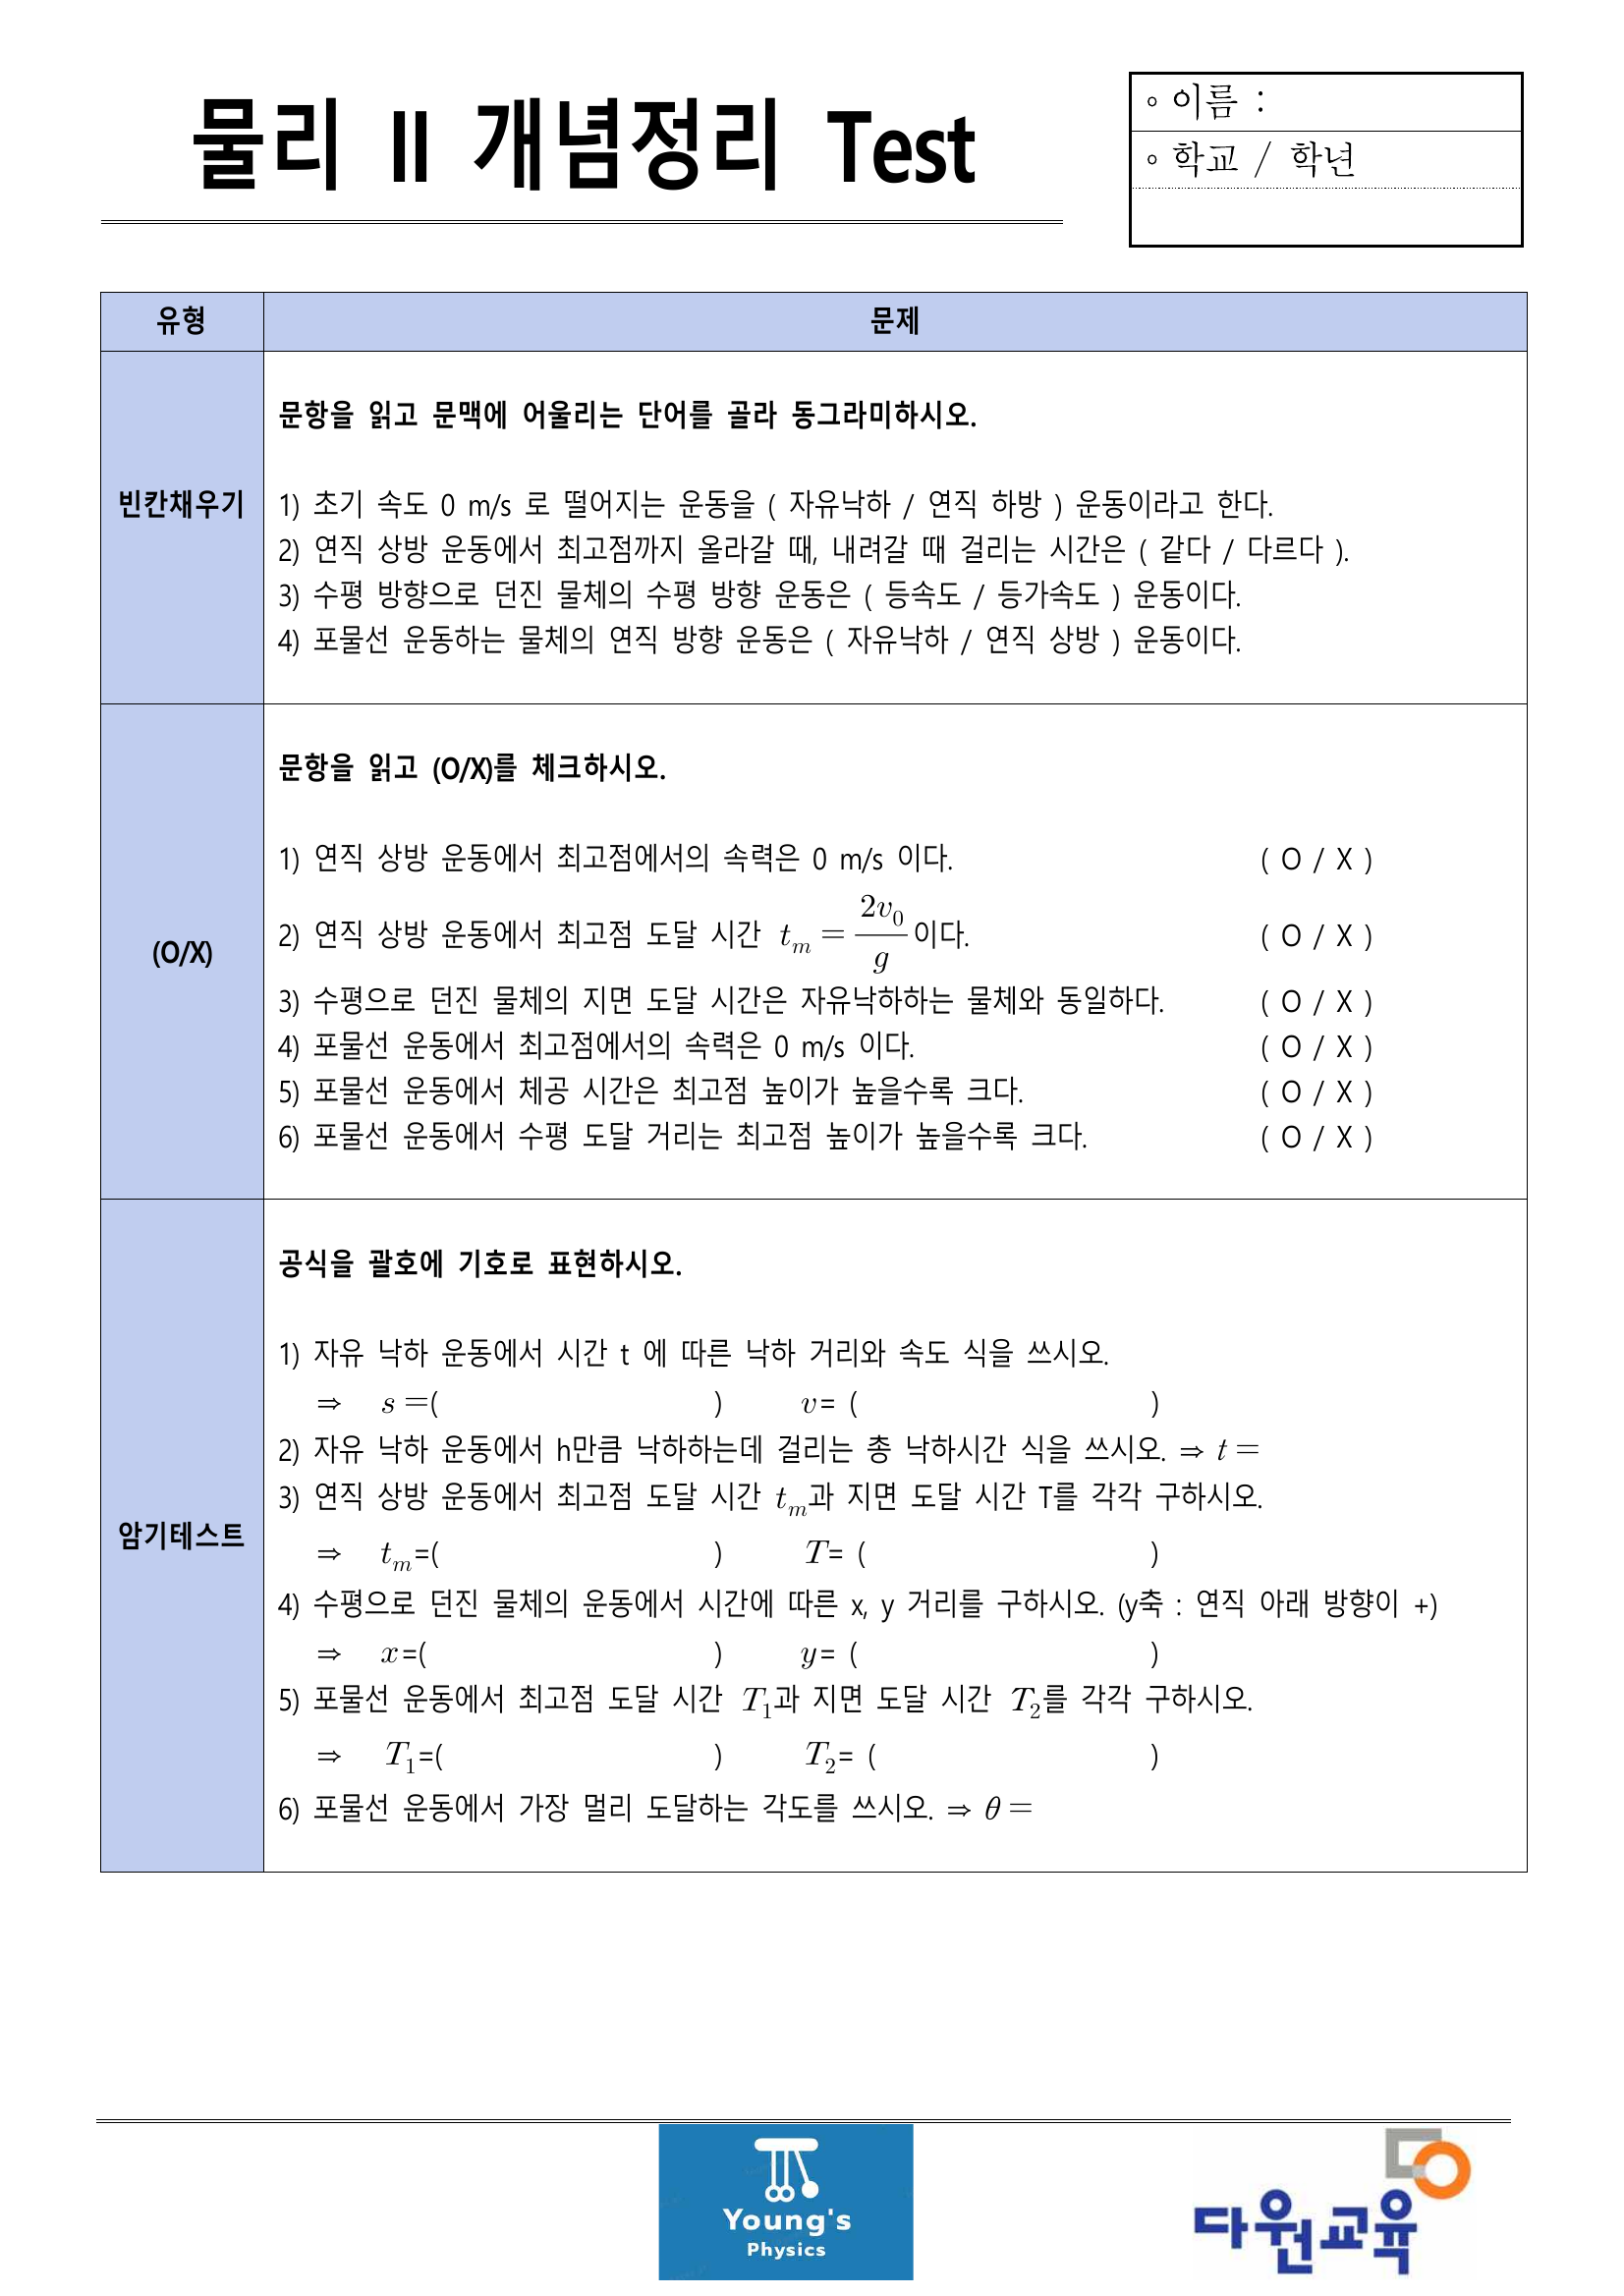 물리 II 개념정리 Test
◦ 이름 :
◦ 학교 / 학년
유형 문제
빈칸채우기
문항을 읽고 문맥에 어울리는 단어를 골라 동그라미하시오.
1) 초기 속도 0 m/s 로 떨어지는 운동을 ( 자유낙하 / 연직 하방 ) 운동이라고 한다.
2) 연직 상방 운동에서 최고점까지 올라갈 때, 내려갈 때 걸리는 시간은 ( 같다 / 다르다 ).
3) 수평 방향으로 던진 물체의 수평 방향 운동은 ( 등속도 / 등가속도 ) 운동이다.
4) 포물선 운동하는 물체의 연직 방향 운동은 ( 자유낙하 / 연직 상방 ) 운동이다.
(O/X)
문항을 읽고 (O/X)를 체크하시오.
1) 연직 상방 운동에서 최고점에서의 속력은 0 m/s 이다. ( O / X )
2) 연직 상방 운동에서 최고점 도달 시간 $t_m = \frac{2v_0}{g}$이다. ( O / X )
3) 수평으로 던진 물체의 지면 도달 시간은 자유낙하하는 물체와 동일하다. ( O / X )
4) 포물선 운동에서 최고점에서의 속력은 0 m/s 이다. ( O / X )
5) 포물선 운동에서 체공 시간은 최고점 높이가 높을수록 크다. ( O / X )
6) 포물선 운동에서 수평 도달 거리는 최고점 높이가 높을수록 크다. ( O / X )
암기테스트
공식을 괄호에 기호로 표현하시오.
1) 자유 낙하 운동에서 시간 t 에 따른 낙하 거리와 속도 식을 쓰시오.
⇒ s =( ) v= ( )
2) 자유 낙하 운동에서 h만큼 낙하하는데 걸리는 총 낙하시간 식을 쓰시오. ⇒ t =
3) 연직 상방 운동에서 최고점 도달 시간 $t_m$과 지면 도달 시간 T를 각각 구하시오.
⇒ $t_m$=( ) T= ( )
4) 수평으로 던진 물체의 운동에서 시간에 따른 x, y 거리를 구하시오. (y축 : 연직 아래 방향이 +)
⇒ x=( ) y= ( )
5) 포물선 운동에서 최고점 도달 시간 $T_1$과 지면 도달 시간 $T_2$를 각각 구하시오.
⇒ $T_1$=( ) $T_2$= ( )
6) 포물선 운동에서 가장 멀리 도달하는 각도를 쓰시오. ⇒ θ =
Young's
Physics
다원교육